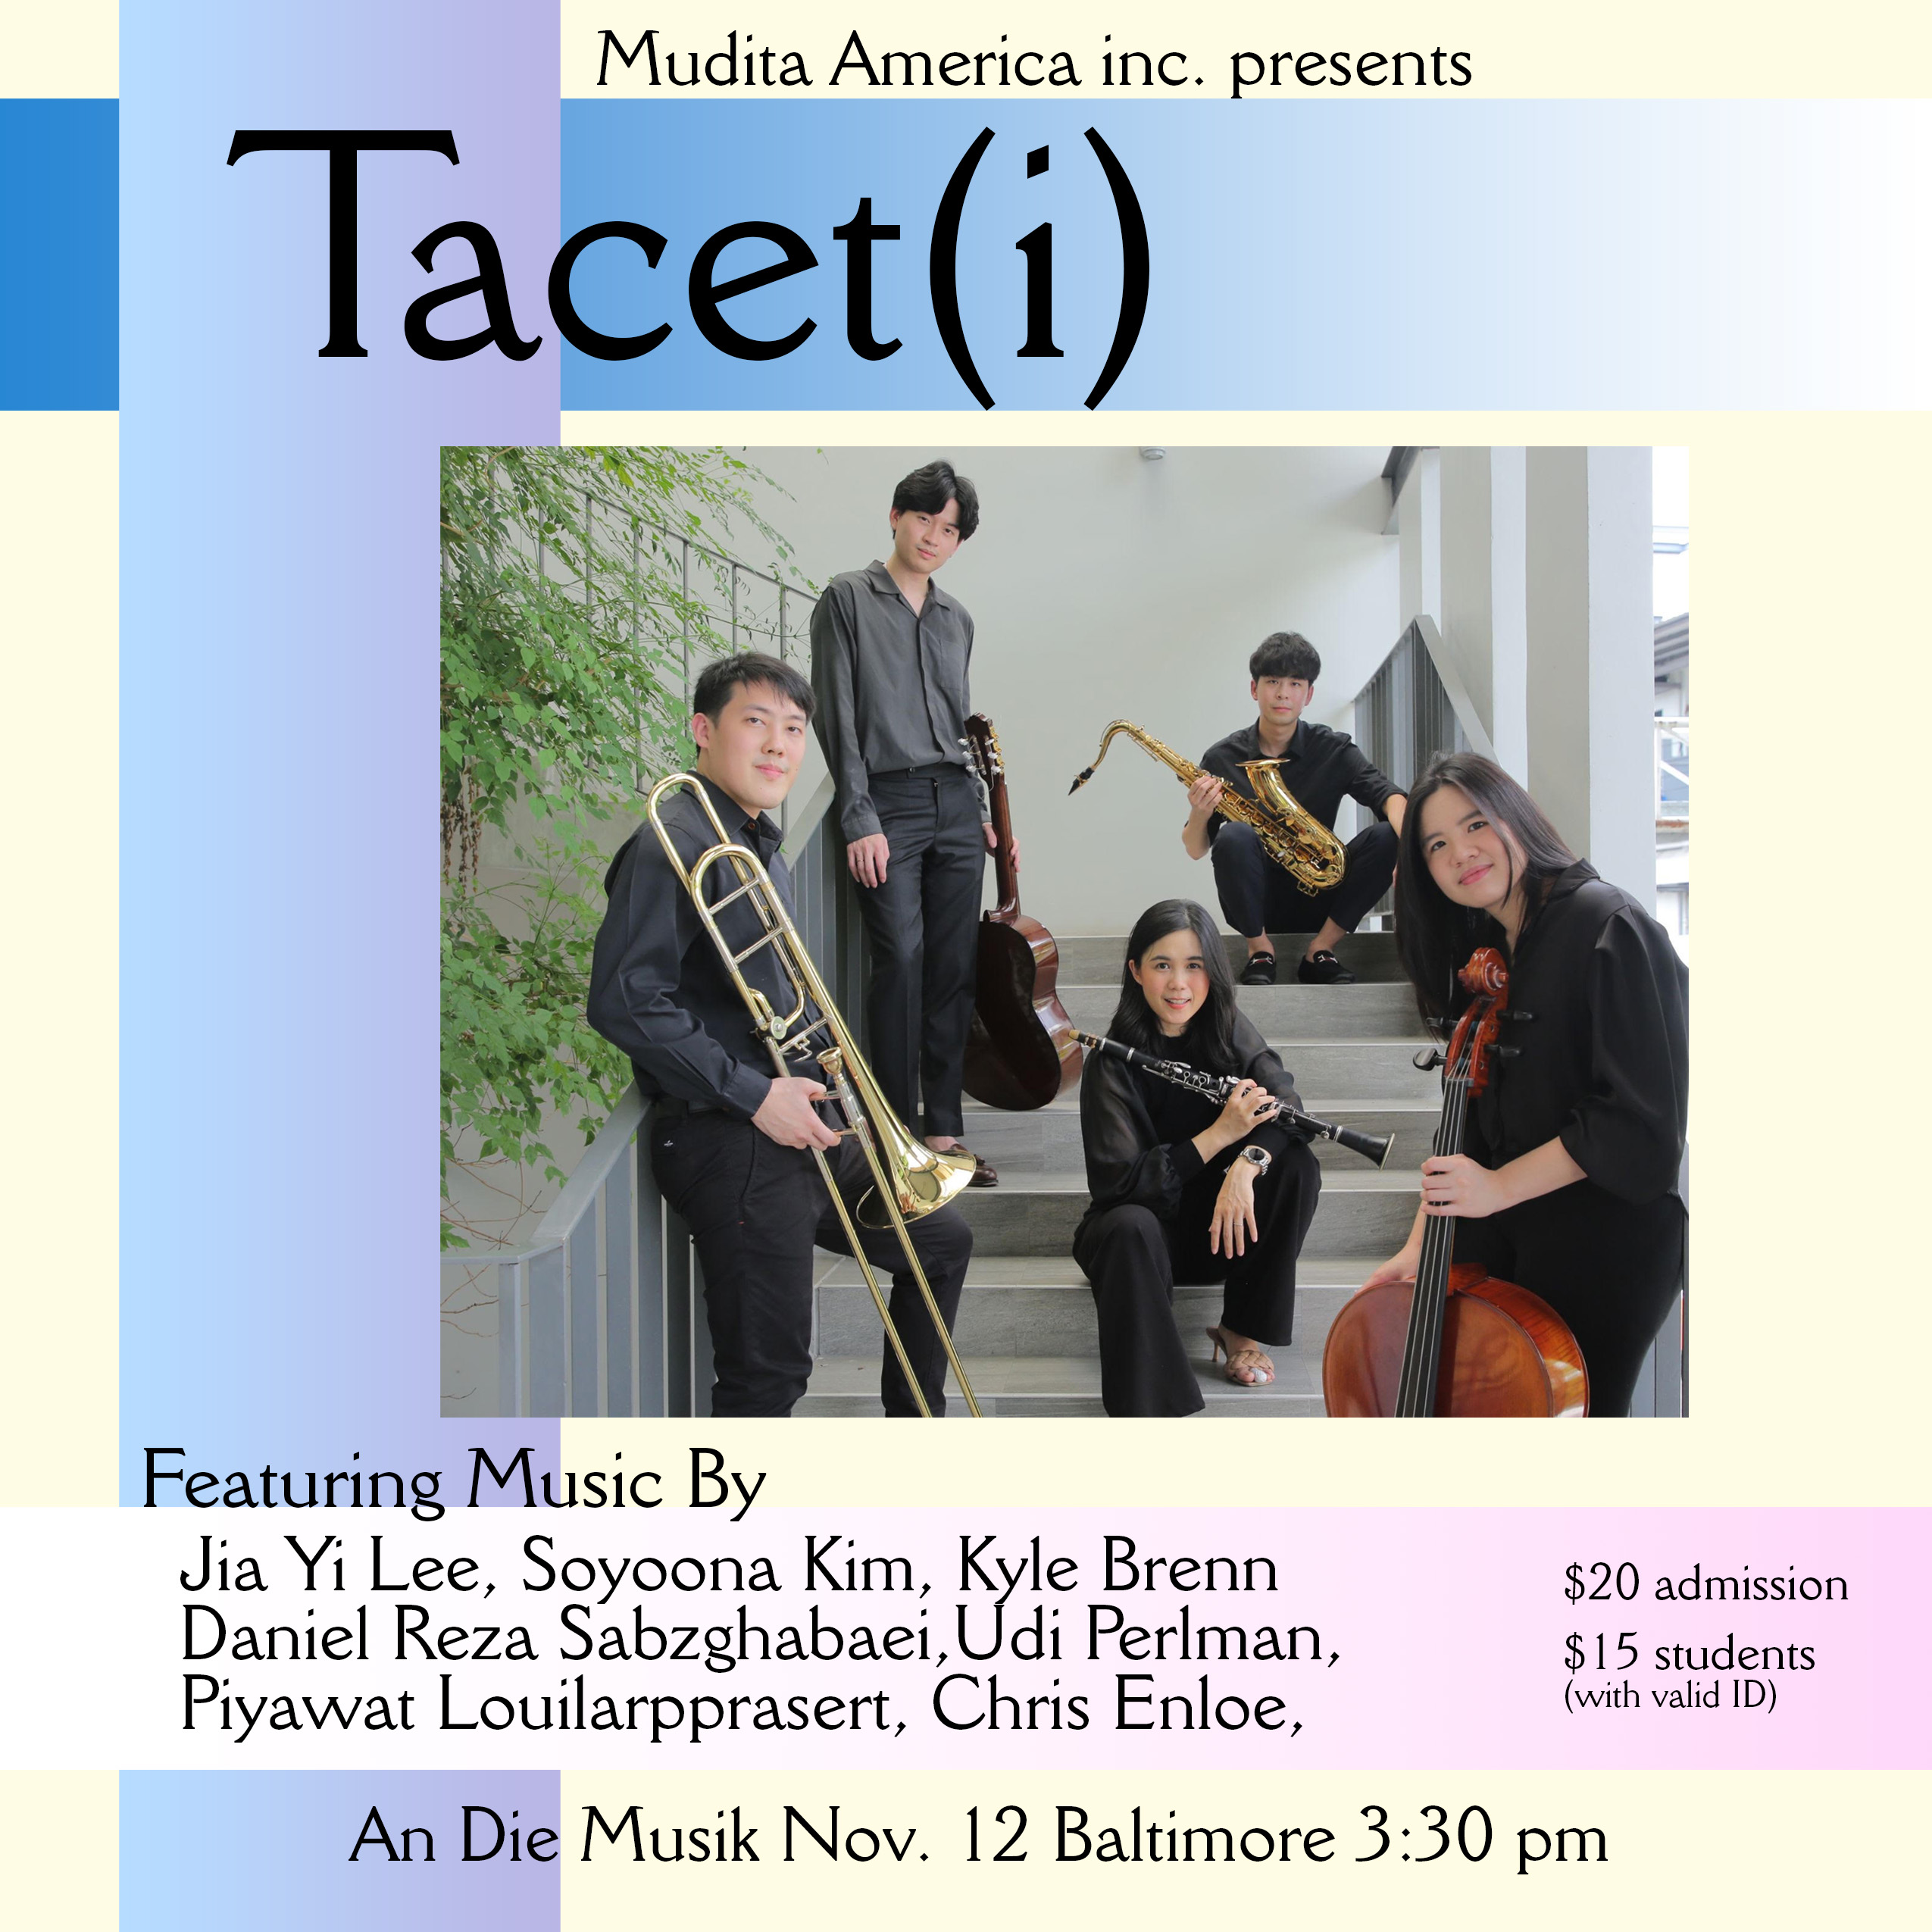 Mudita America inc. presents
Tacet(i)
Featuring Music By
Jia Yi Lee, Soyoona Kim, Kyle Brenn
Daniel Reza Sabzghabaei,Udi Perlman,
Piyawat Louilarpprasert, Chris Enloe,
$20 admission
$15 students
(with valid ID)
An Die Musik Nov. 12 Baltimore 3:30 pm